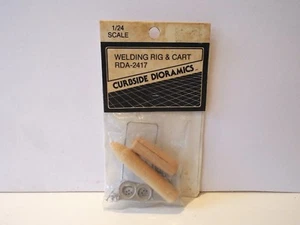 1/24
SCALE
WELDING RIG & CART
RDA-2417
CURBSIDE DIORAMICS